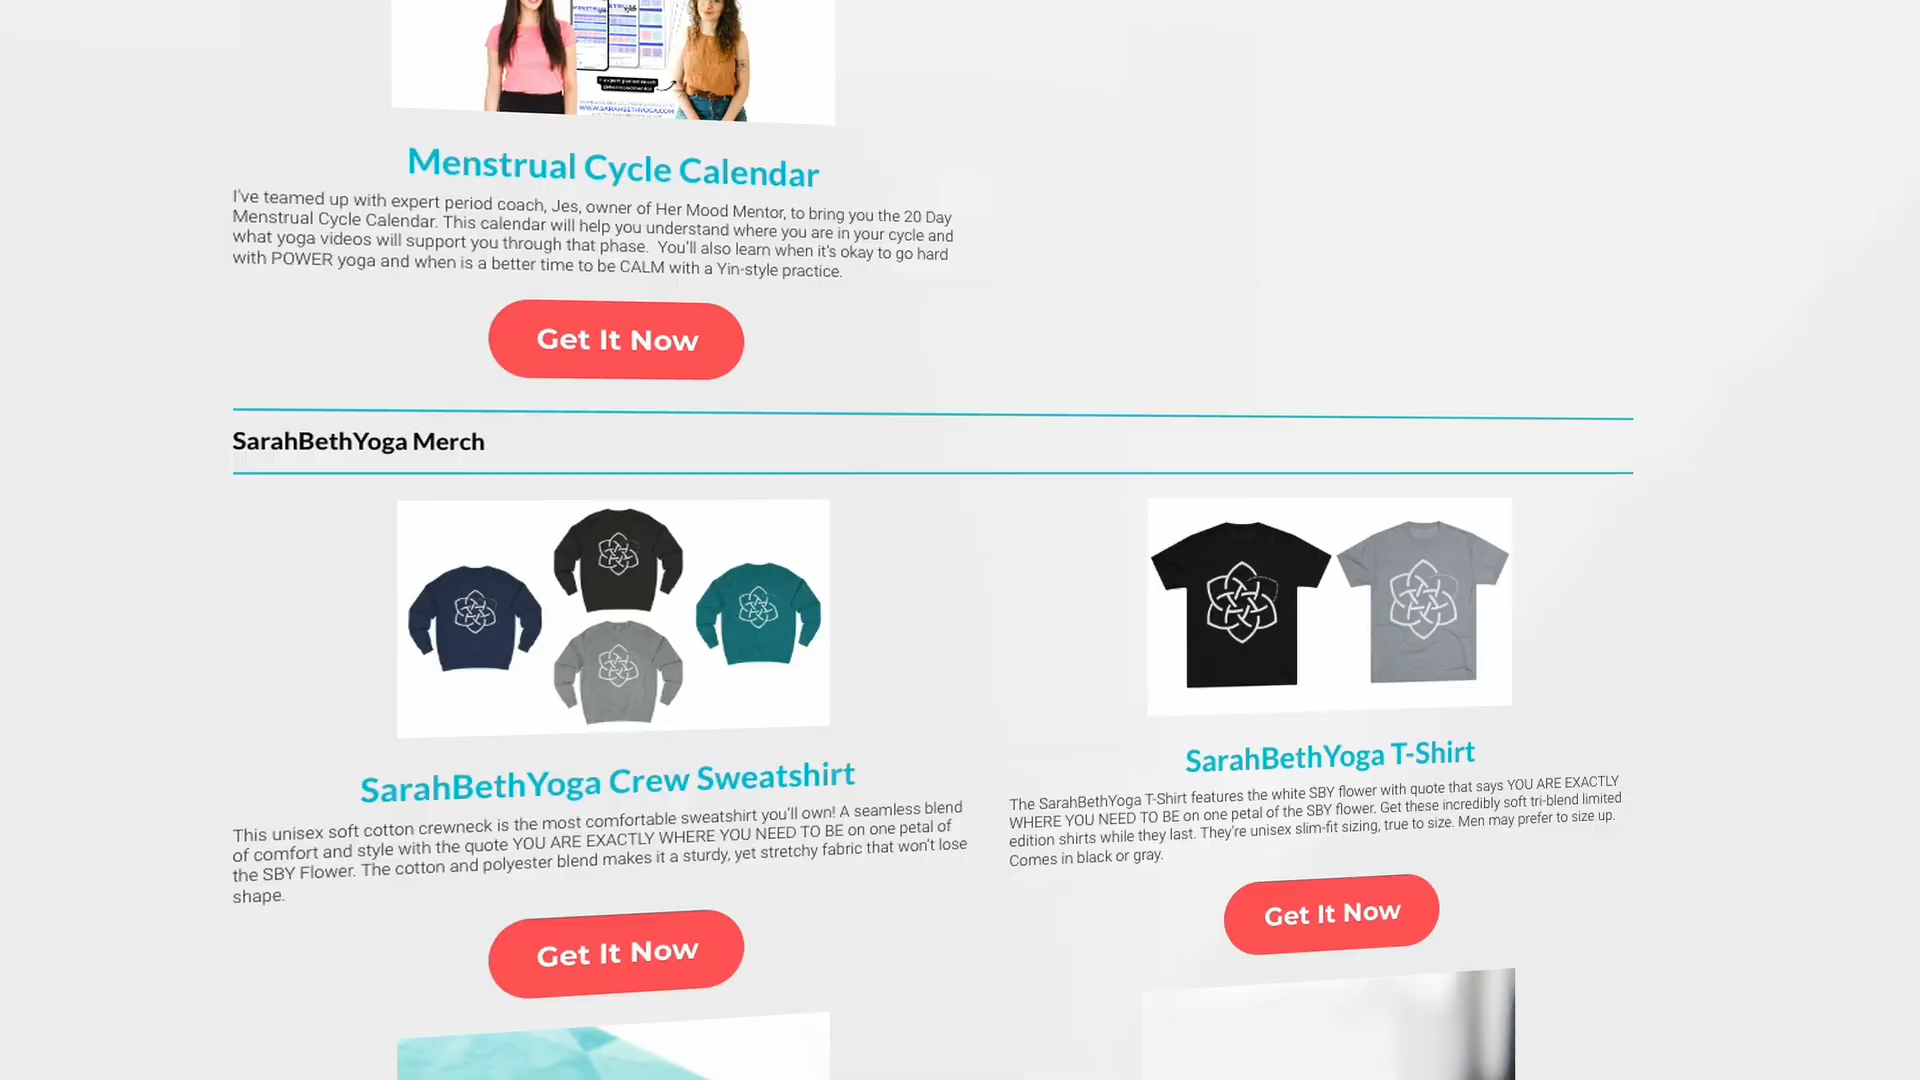 WWW.SARAHBETHYOGA.COM
Menstrual Cycle Calendar
I've teamed up with expert period coach, Jes, owner of Her Mood Mentor, to bring you the 20 Day
Menstrual Cycle Calendar. This calendar will help you understand where you are in your cycle and
what yoga videos will support you through that phase. You'll also learn when it's okay to go hard
with POWER yoga and when is a better time to be CALM with a Yin-style practice.
Get It Now
SarahBethYoga Merch
SarahBethYoga Crew Sweatshirt
This unisex soft cotton crewneck is the most comfortable sweatshirt you'll own! A seamless blend
of comfort and style with the quote YOU ARE EXACTLY WHERE YOU NEED TO BE on one petal of
the SBY Flower. The cotton and polyester blend makes it a sturdy, yet stretchy fabric that won't lose
shape.
Get It Now
SarahBethYoga T-Shirt
The SarahBethYoga T-Shirt features the white SBY flower with quote that says YOU ARE EXACTLY
WHERE YOU NEED TO BE on one petal of the SBY flower. Get these incredibly soft tri-blend limited
edition shirts while they last. They're unisex slim-fit sizing, true to size. Men may prefer to size up.
Comes in black or gray.
Get It Now